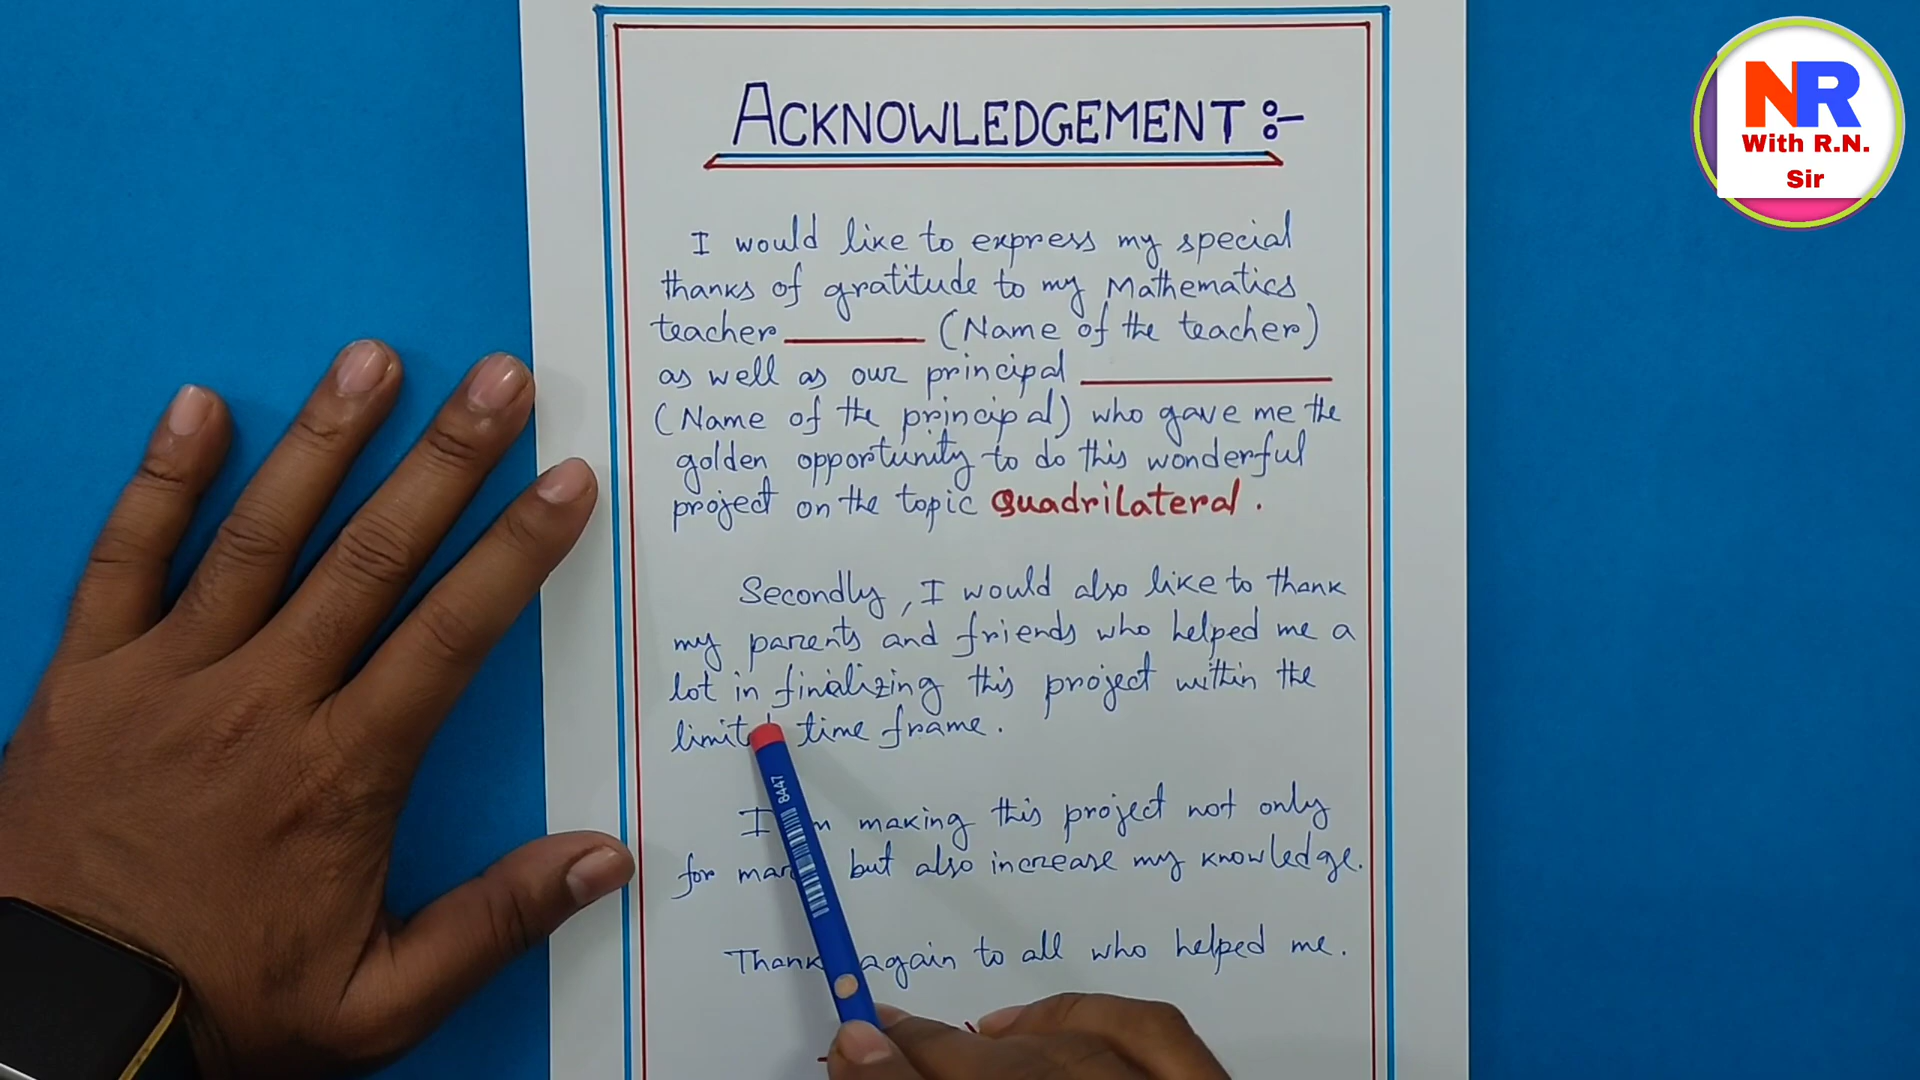 ACKNOWLEDGEMENT :-
I would like to express my special
thanks of gratitude to my Mathematics
teacher ______ (Name of the teacher)
as well as our principal ______
(Name of the principal) who gave me the
golden opportunity to do this wonderful
project on the topic Quadrilateral.
Secondly, I would also like to thank
my parents and friends who helped me a
lot in finalizing this project within the
time frame.
I making this project not only
for but also increase my knowledge.
again to all who helped me.
8447
NR
With R.N.
Sir